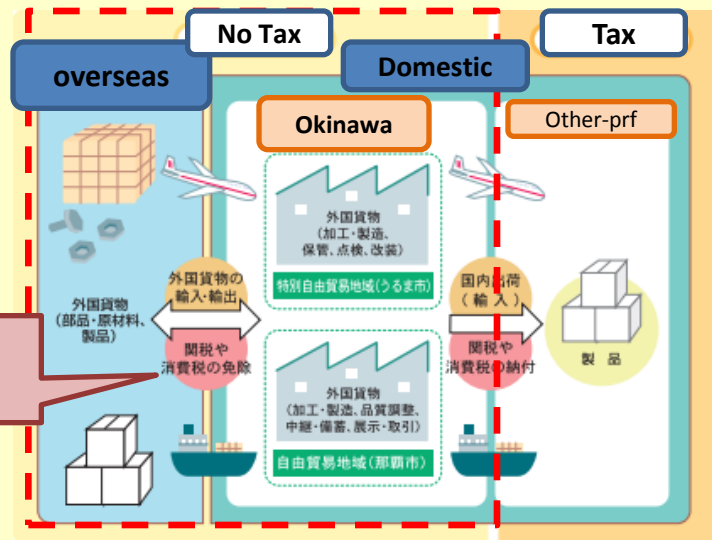 No Tax
Tax
overseas
Domestic
Okinawa
Other-prf
外国貨物
(加工・製造、
保管、点検、改装)
特別自由貿易地域(うるま市)
外国貨物の
輸入・輸出
関税や
消費税の免除
外国貨物
(部品・原材料、
製品)
国内出荷
(輸入)
関税や
消費税の納付
製 品
外国貨物
(加工・製造、品質調整、
中継・備蓄、展示・取引)
自由貿易地域(那覇市)